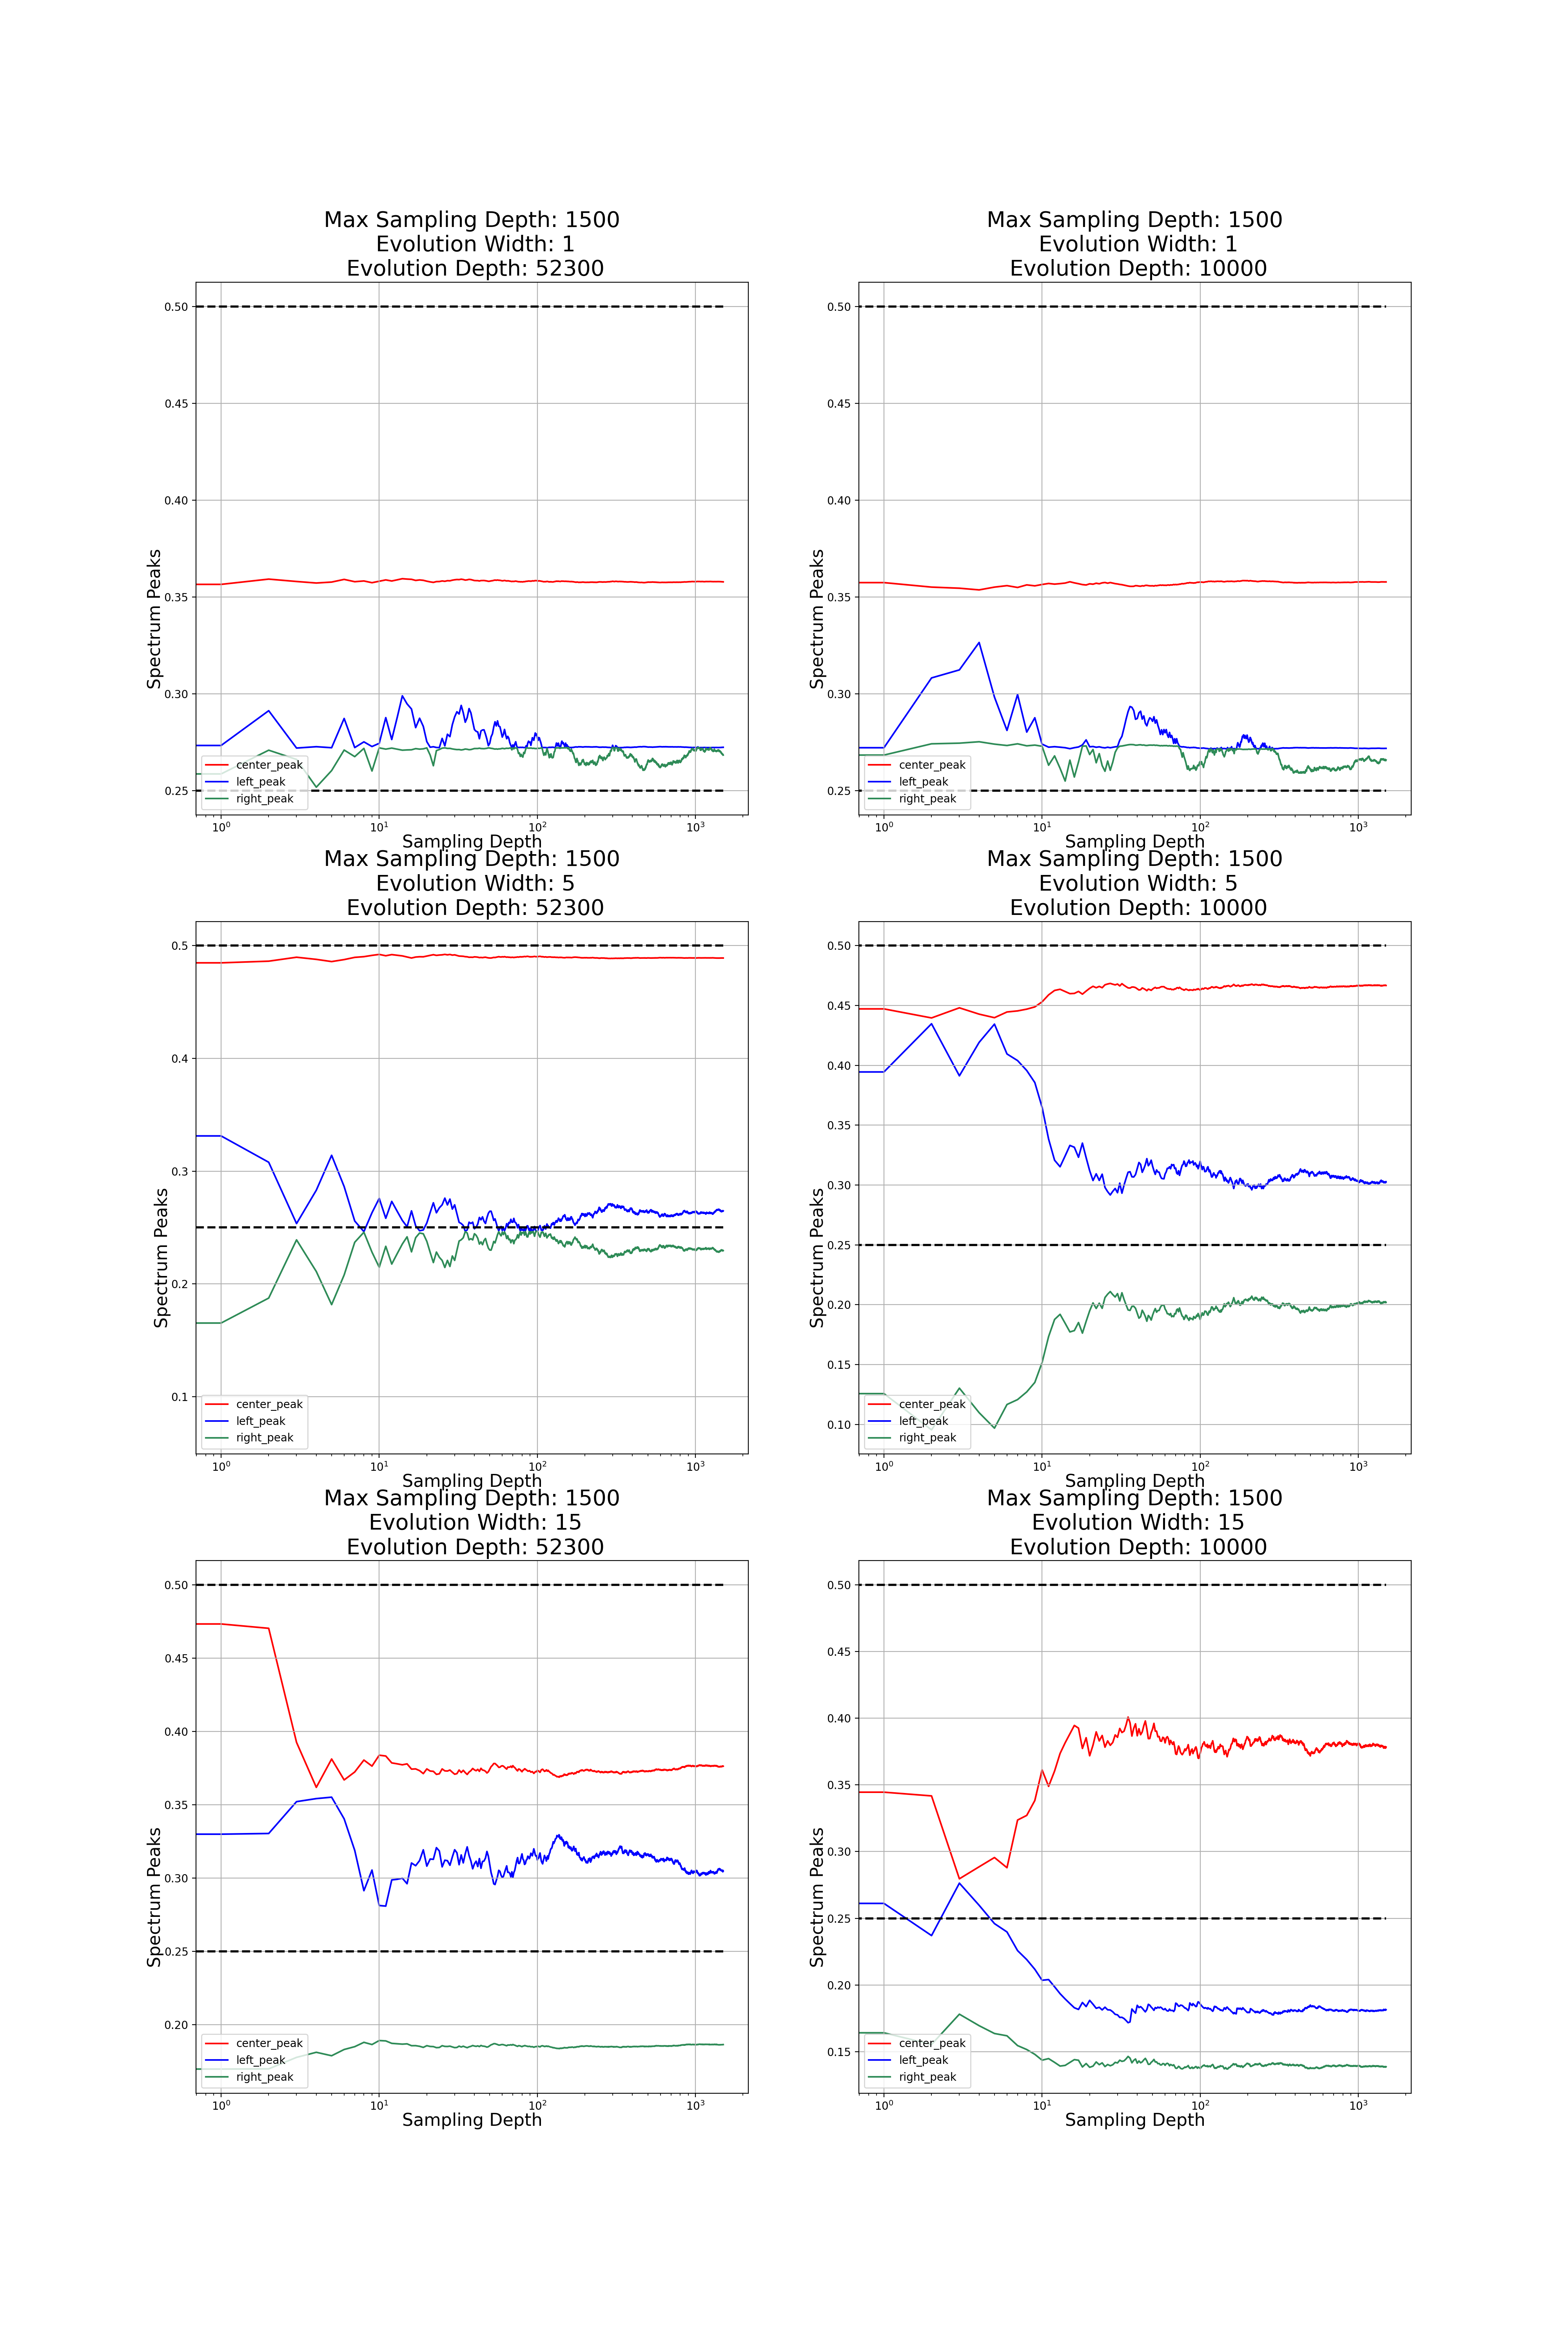 Max Sampling Depth: 1500
Evolution Width: 1
Evolution Depth: 52300
Spectrum Peaks
0.50
0.45
0.40
0.35
0.30
0.25
center_peak
left_peak
right_peak
10⁰
10¹
10²
10³
Sampling Depth
Max Sampling Depth: 1500
Evolution Width: 1
Evolution Depth: 10000
Spectrum Peaks
0.50
0.45
0.40
0.35
0.30
0.25
center_peak
left_peak
right_peak
10⁰
10¹
10²
10³
Sampling Depth
Max Sampling Depth: 1500
Evolution Width: 5
Evolution Depth: 52300
Spectrum Peaks
0.5
0.4
0.3
0.2
0.1
center_peak
left_peak
right_peak
10⁰
10¹
10²
10³
Sampling Depth
Max Sampling Depth: 1500
Evolution Width: 5
Evolution Depth: 10000
Spectrum Peaks
0.50
0.45
0.40
0.35
0.30
0.25
0.20
0.15
0.10
center_peak
left_peak
right_peak
10⁰
10¹
10²
10³
Sampling Depth
Max Sampling Depth: 1500
Evolution Width: 15
Evolution Depth: 52300
Spectrum Peaks
0.50
0.45
0.40
0.35
0.30
0.25
0.20
center_peak
left_peak
right_peak
10⁰
10¹
10²
10³
Sampling Depth
Max Sampling Depth: 1500
Evolution Width: 15
Evolution Depth: 10000
Spectrum Peaks
0.50
0.45
0.40
0.35
0.30
0.25
0.20
0.15
center_peak
left_peak
right_peak
10⁰
10¹
10²
10³
Sampling Depth